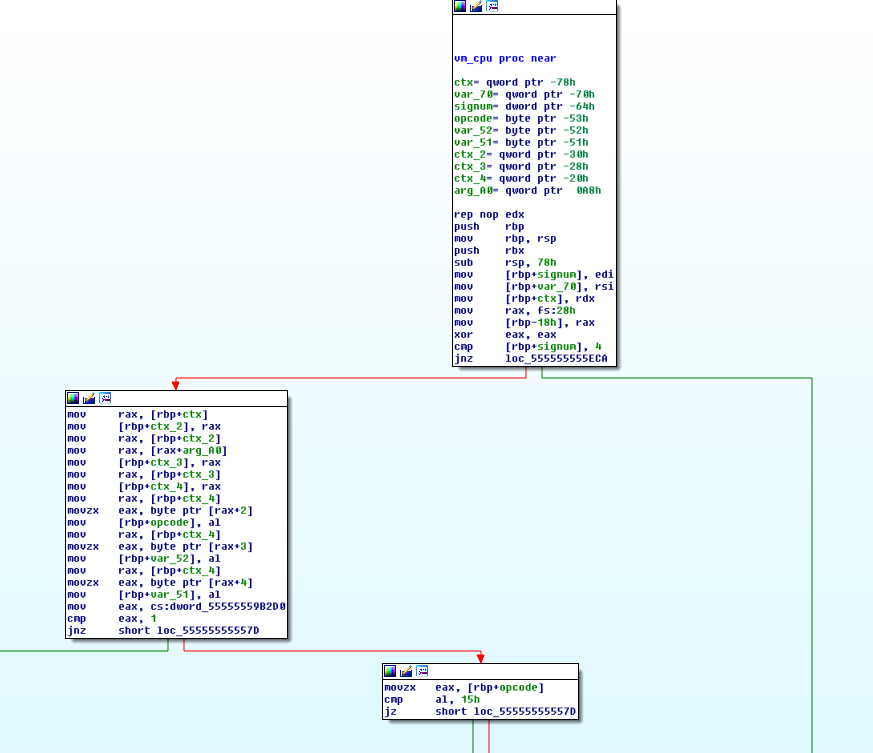 vm_cpu proc near
ctx= qword ptr -78h
var_70= qword ptr -70h
signum= dword ptr -64h
opcode= byte ptr -53h
var_52= byte ptr -52h
var_51= byte ptr -51h
ctx_2= qword ptr -30h
ctx_3= qword ptr -28h
ctx_4= qword ptr -20h
arg_A0= qword ptr  0A8h
rep nop edx
push    rbp
mov     rbp, rsp
push    rbx
sub     rsp, 78h
mov     [rbp+signum], edi
mov     [rbp+var_70], rsi
mov     [rbp+ctx], rdx
mov     rax, fs:28h
mov     [rbp-18h], rax
xor     eax, eax
cmp     [rbp+signum], 4
jnz     loc_555555555ECA
mov     rax, [rbp+ctx]
mov     [rbp+ctx_2], rax
mov     rax, [rbp+ctx_2]
mov     rax, [rax+arg_A0]
mov     [rbp+ctx_3], rax
mov     rax, [rbp+ctx_3]
mov     [rbp+ctx_4], rax
mov     rax, [rbp+ctx_4]
movzx   eax, byte ptr [rax+2]
mov     [rbp+opcode], al
mov     rax, [rbp+ctx_4]
movzx   eax, byte ptr [rax+3]
mov     [rbp+var_52], al
mov     rax, [rbp+ctx_4]
movzx   eax, byte ptr [rax+4]
mov     [rbp+var_51], al
mov     eax, cs:dword_55555559B2D0
cmp     eax, 1
jnz     short loc_55555555557D
movzx   eax, [rbp+opcode]
cmp     al, 15h
jz      short loc_55555555557D